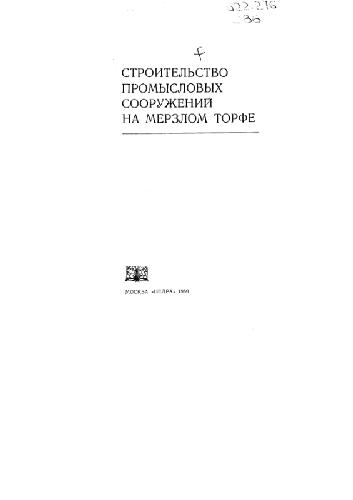 СТРОИТЕЛЬСТВО
ПРОМЫСЛОВЫХ
СООРУЖЕНИЙ
НА МЕРЗЛОМ ТОРФЕ
МОСКВА «НЕДРА»